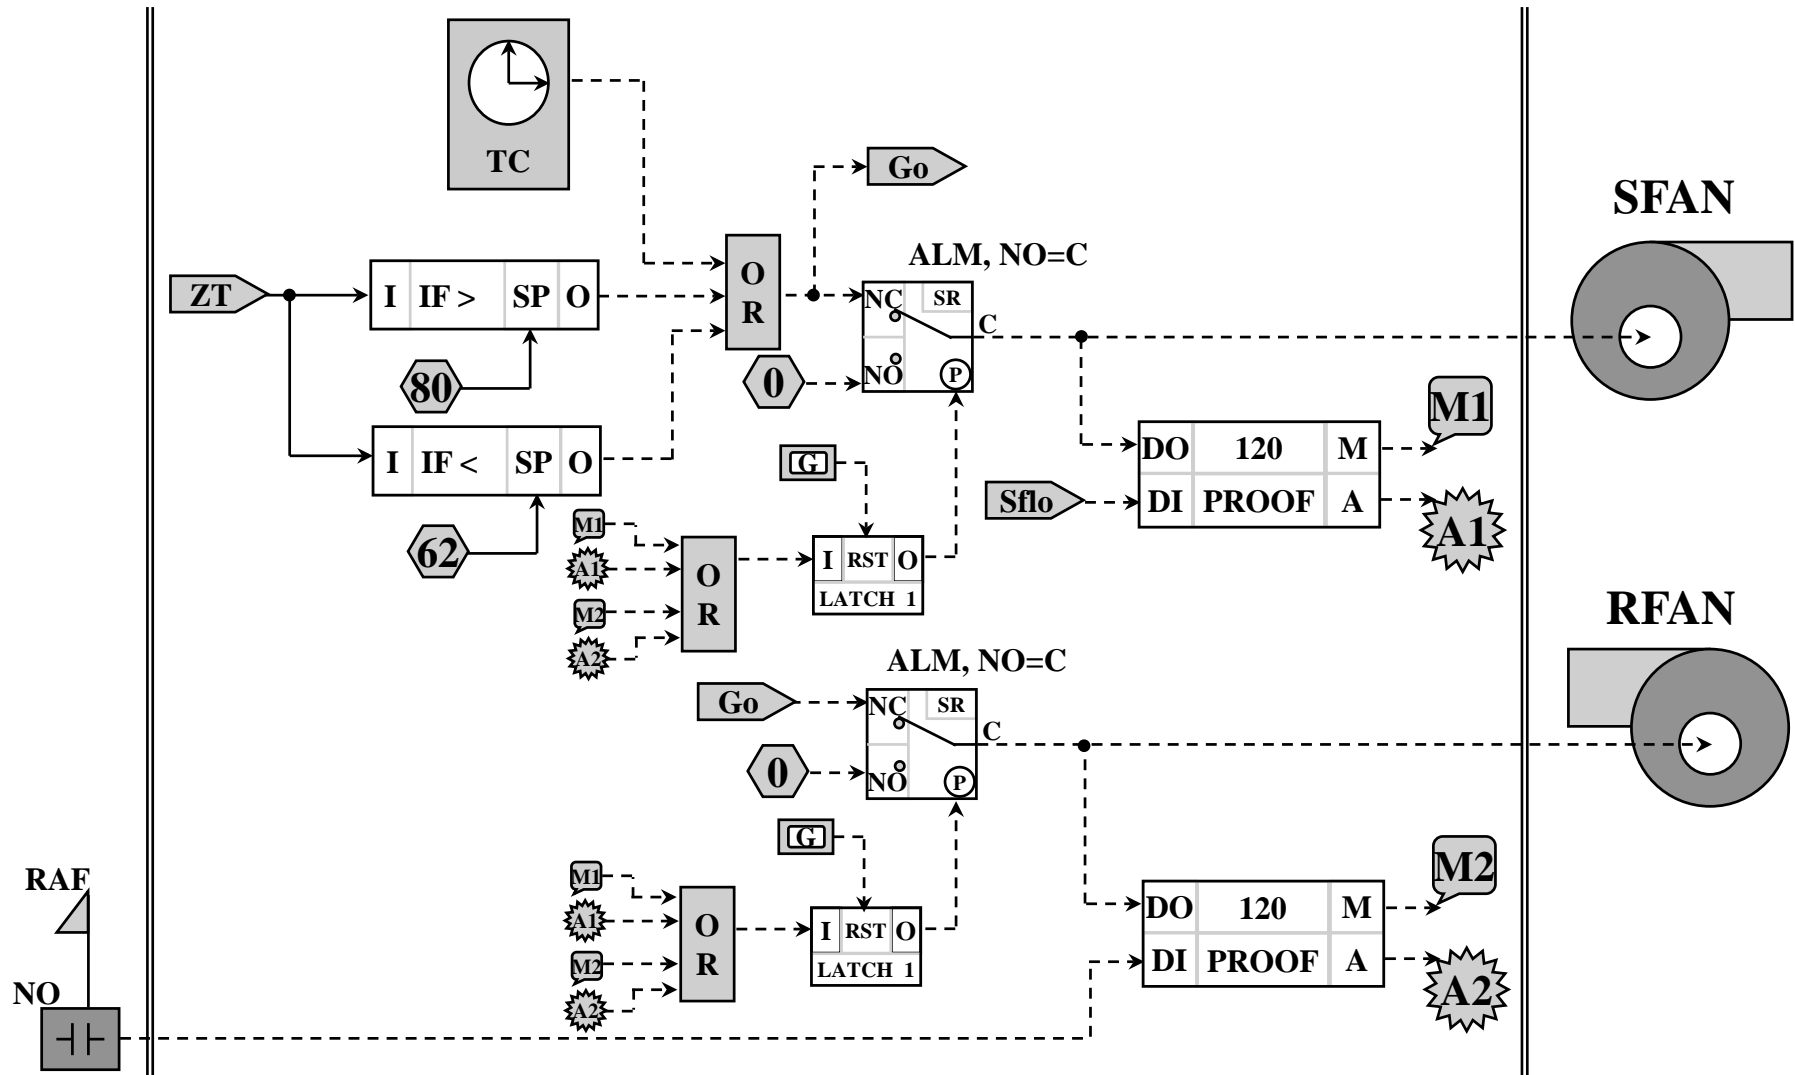 TC
Go
SFAN
ALM, NO=C
ZT
I IF > SP O
O
R
NC SR
C
80
0
NO P
M1
I IF < SP O
G
DO 120 M
Sflo
DI PROOF A
A1
62
M1
A1
M2
A2
O
R
I RST O
LATCH 1
RFAN
ALM, NO=C
Go
NC SR
C
0
NO P
G
M2
RAF
M1
A1
M2
A2
O
R
I RST O
LATCH 1
DO 120 M
DI PROOF A
A2
NO